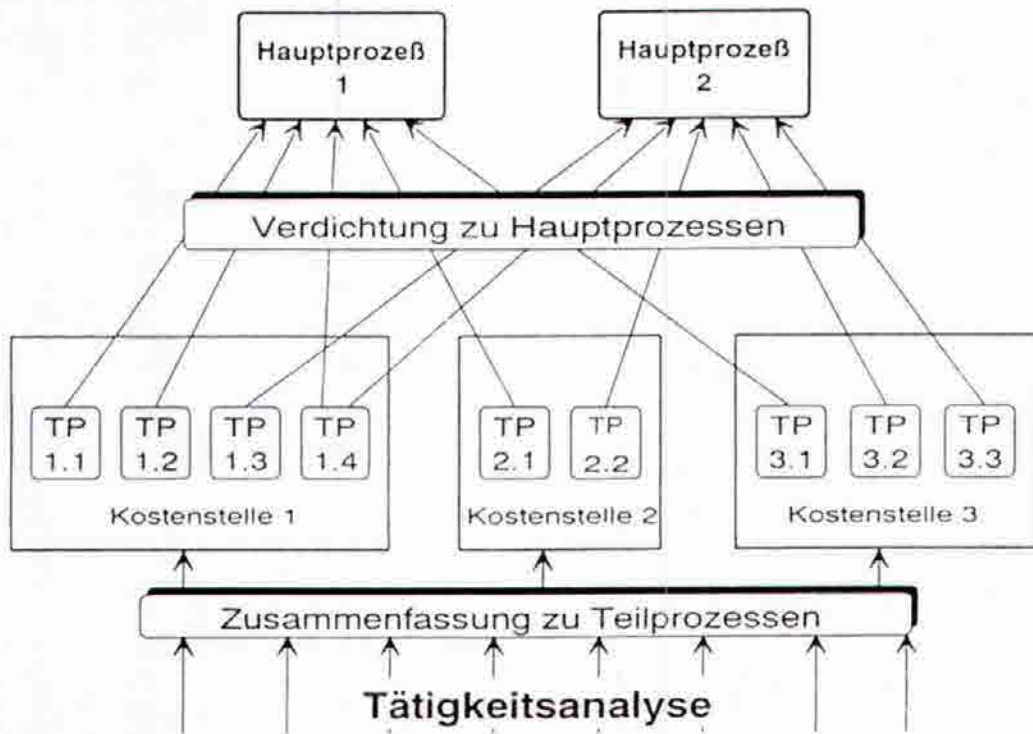 Hauptprozeß
1
Hauptprozeß
2
Verdichtung zu Hauptprozessen
TP
1.1
TP
1.2
TP
1.3
TP
1.4
Kostenstelle 1
TP
2.1
TP
2.2
Kostenstelle 2
TP
3.1
TP
3.2
TP
3.3
Kostenstelle 3
Zusammenfassung zu Teilprozessen
Tätigkeitsanalyse